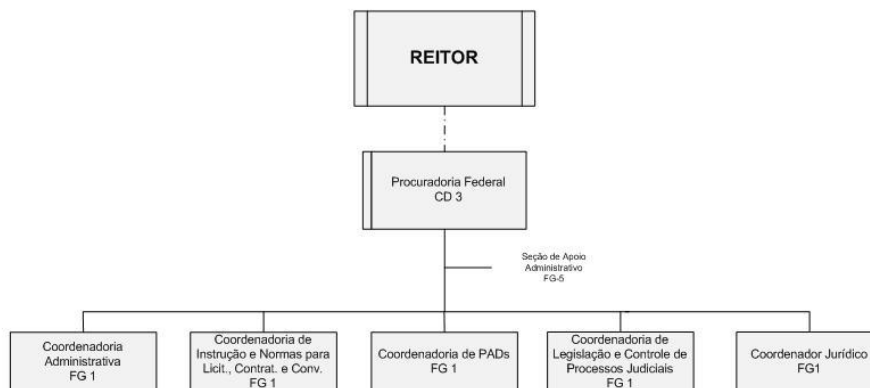 REITOR
Procuradoria Federal
CD 3
Seção de Apoio
Administrativo
FG-5
Coordenadoria
Administrativa
FG 1
Coordenadoria de
Instrução e Normas para
Licit., Contrat. e Conv.
FG 1
Coordenadoria de PADs
FG 1
Coordenadoria de
Legislação e Controle de
Processos Judiciais
FG 1
Coordenador Jurídico
FG1